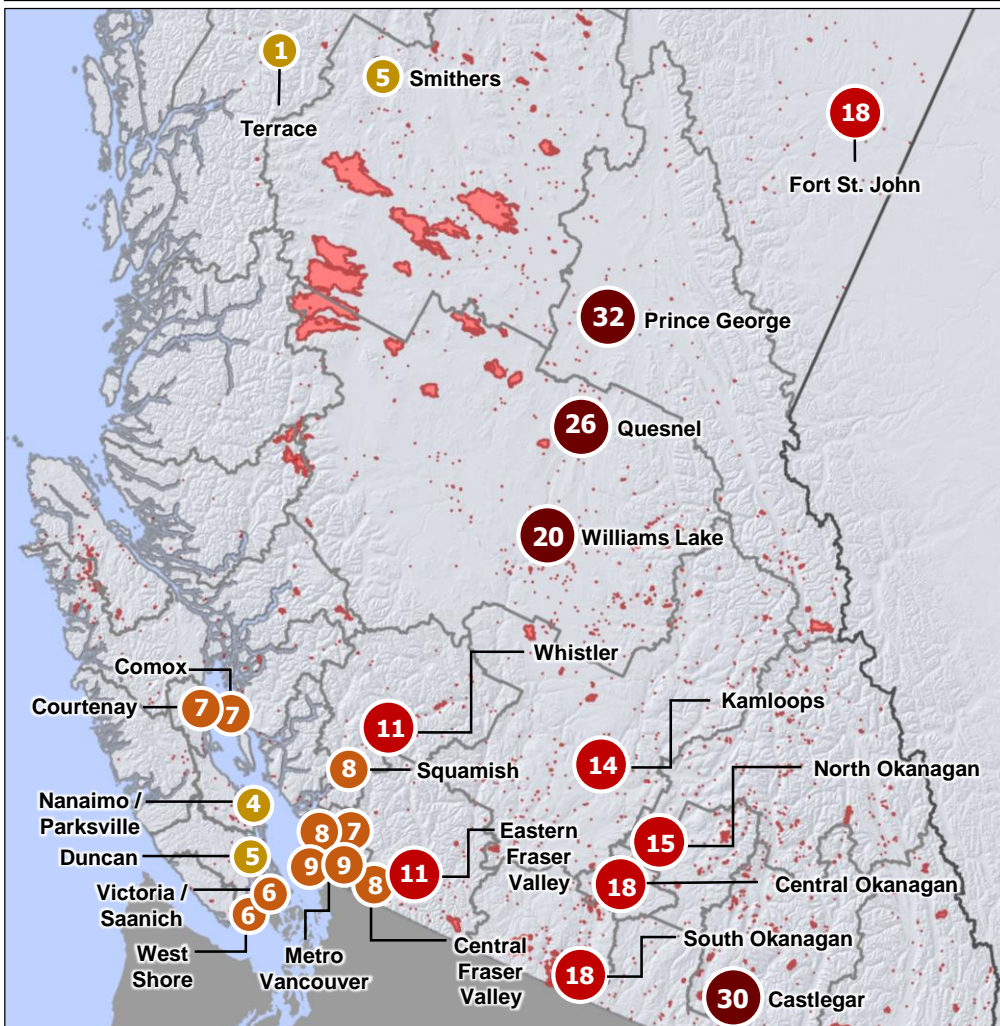 1
Terrace
5 Smithers
18
Fort St. John
32 Prince George
26 Quesnel
20 Williams Lake
Whistler
11
Comox
Courtenay
7
7
Kamloops
14
8 Squamish
North Okanagan
15
Nanaimo /
Parksville
4
8
7
9
9
Eastern
Fraser
Valley
11
Duncan
5
8
18
Central Okanagan
Victoria /
Saanich
6
6
West
Shore
Metro
Vancouver
Central
Fraser
Valley
South Okanagan
18
30 Castlegar